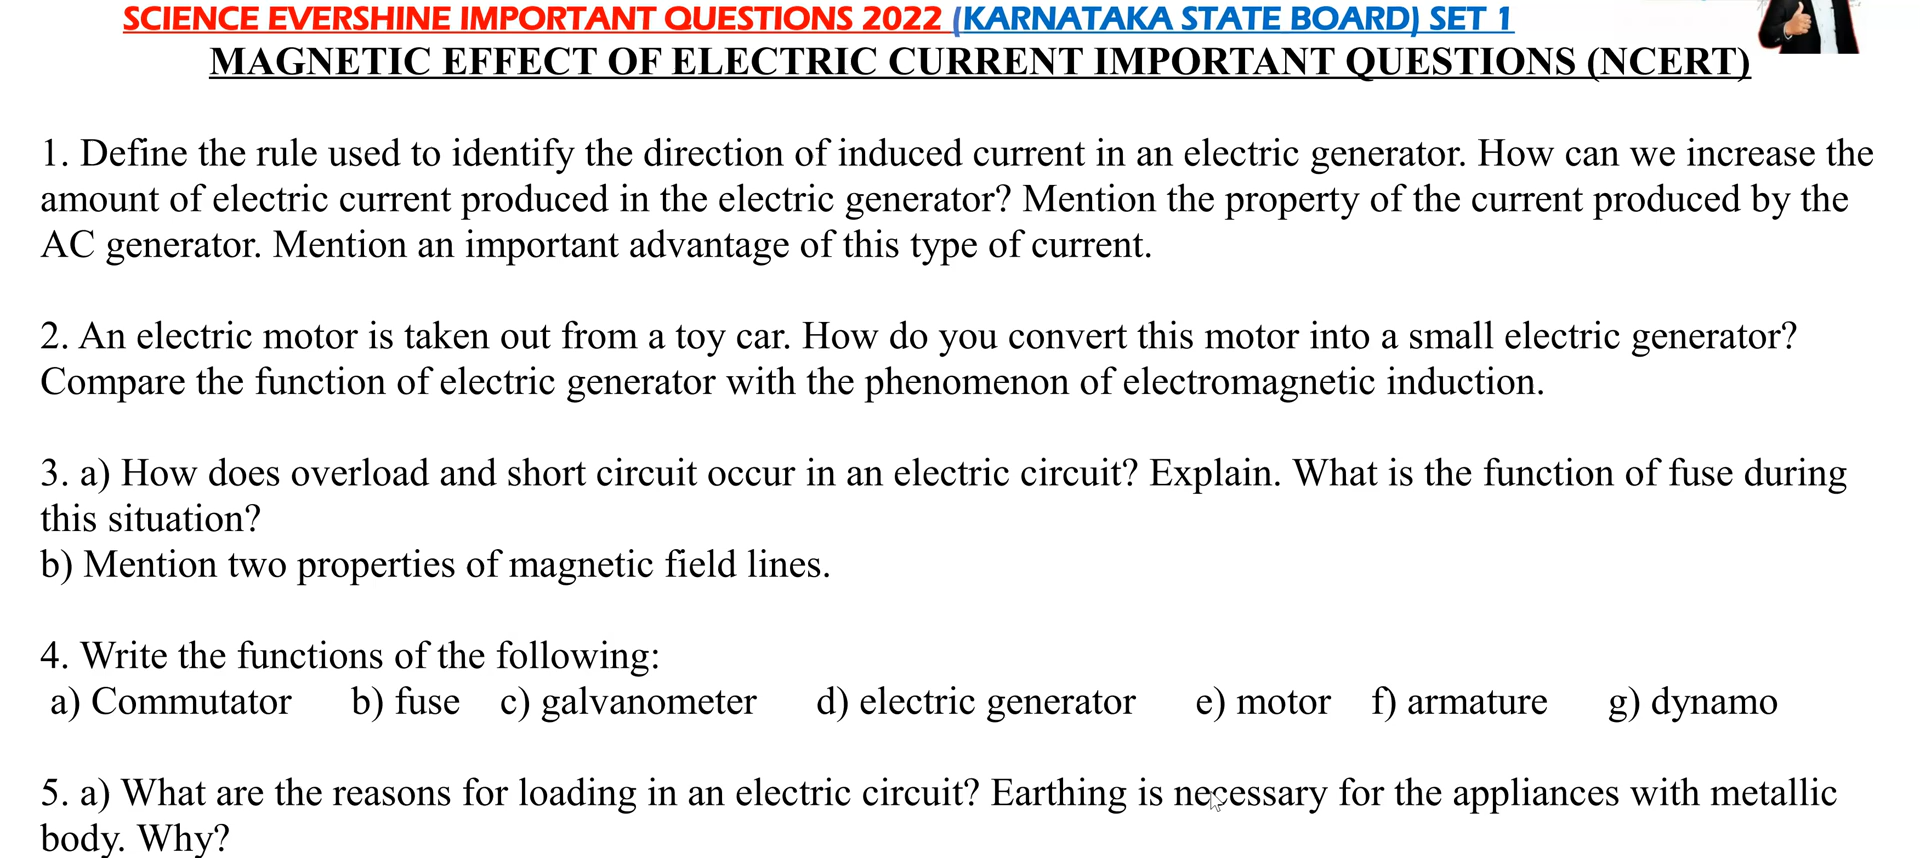 SCIENCE EVERSHINE IMPORTANT QUESTIONS 2022 (KARNATAKA STATE BOARD) SET 1
MAGNETIC EFFECT OF ELECTRIC CURRENT IMPORTANT QUESTIONS (NCERT)
1. Define the rule used to identify the direction of induced current in an electric generator. How can we increase the
amount of electric current produced in the electric generator? Mention the property of the current produced by the
AC generator. Mention an important advantage of this type of current.
2. An electric motor is taken out from a toy car. How do you convert this motor into a small electric generator?
Compare the function of electric generator with the phenomenon of electromagnetic induction.
3. a) How does overload and short circuit occur in an electric circuit? Explain. What is the function of fuse during
this situation?
b) Mention two properties of magnetic field lines.
4. Write the functions of the following:
a) Commutator b) fuse c) galvanometer d) electric generator e) motor f) armature g) dynamo
5. a) What are the reasons for loading in an electric circuit? Earthing is necessary for the appliances with metallic
body. Why?